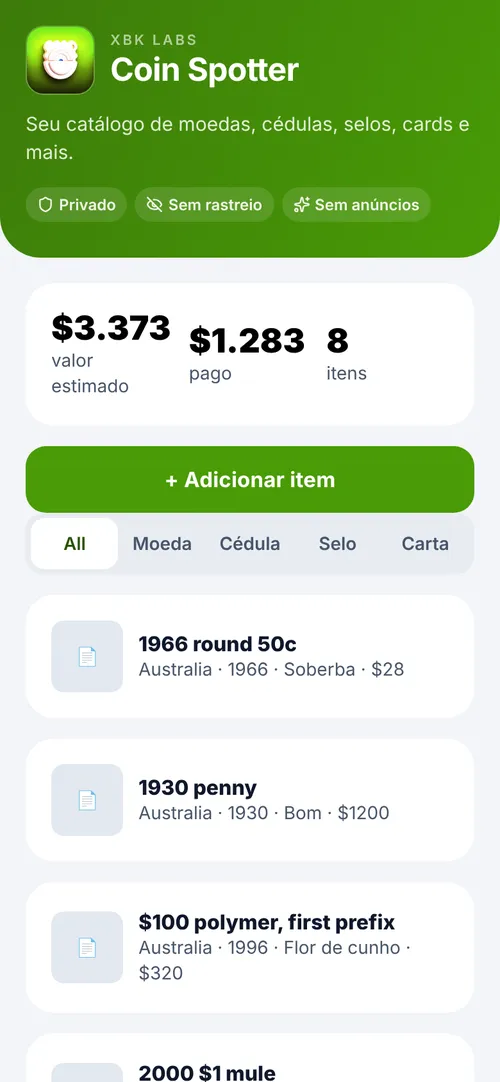 XBK LABS
Coin Spotter
Seu catálogo de moedas, cédulas, selos, cards e
mais.
Privado
Sem rastreio
Sem anúncios
$3.373
valor
estimado
$1.283
pago
8
itens
+ Adicionar item
All
Moeda
Cédula
Selo
Carta
1966 round 50c
Australia · 1966 · Soberba · $28
1930 penny
Australia · 1930 · Bom · $1200
$100 polymer, first prefix
Australia · 1996 · Flor de cunho ·
$320
2000 $1 mule